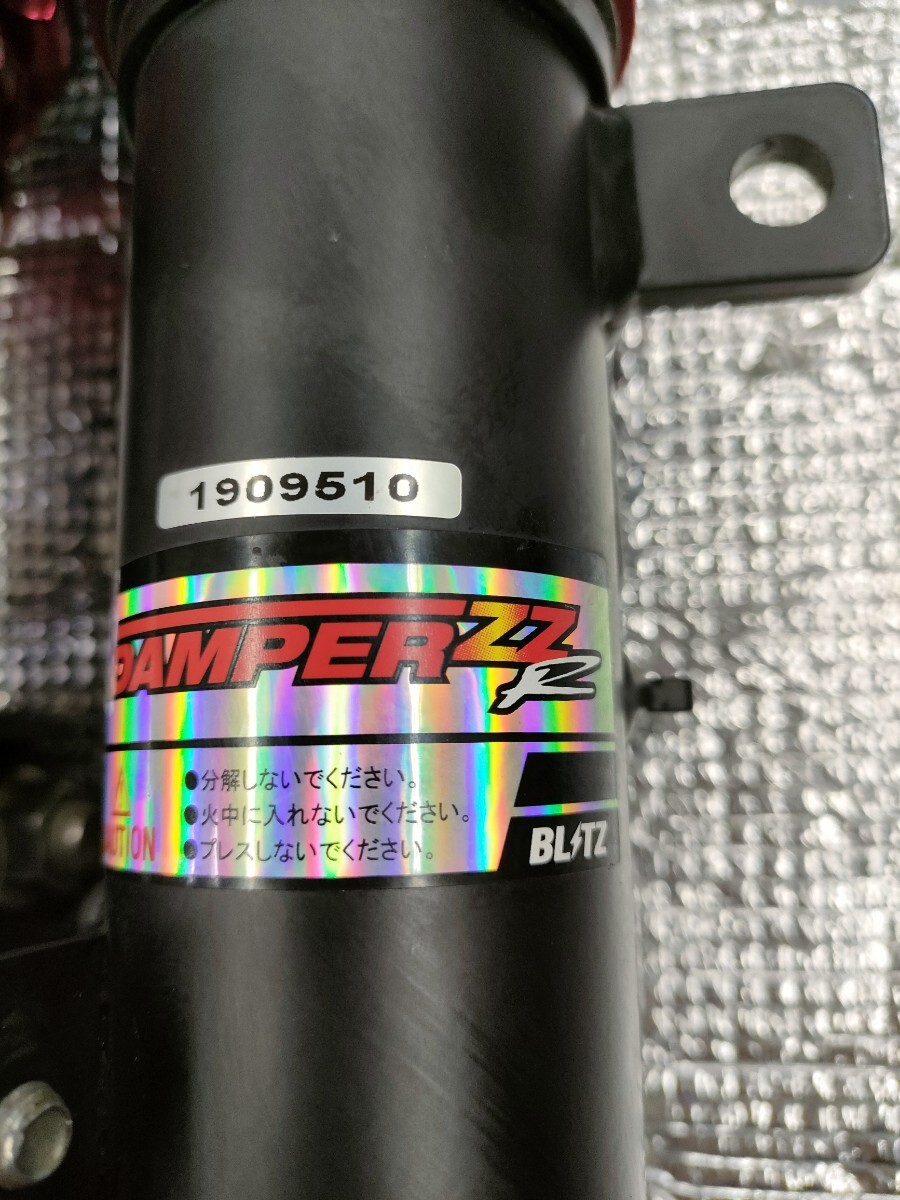 1909510
DAMPER ZZ
R
●分解しないでください。
●火中に入れないでください。
CAUTION ●プレスしないでください。
BLITZ